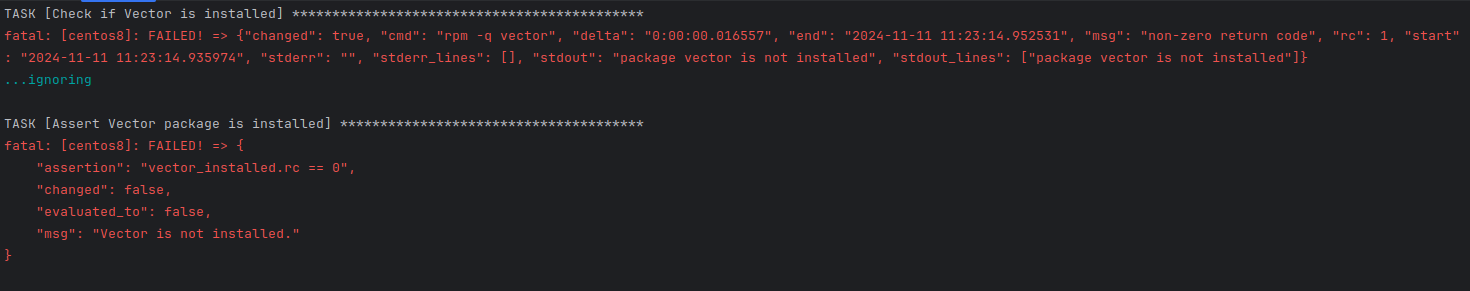 TASK [Check if Vector is installed] ********************************************
fatal: [centos8]: FAILED! => {"changed": true, "cmd": "rpm -q vector", "delta": "0:00:00.016557", "end": "2024-11-11 11:23:14.952531", "msg": "non-zero return code", "rc": 1, "start"
: "2024-11-11 11:23:14.935974", "stderr": "", "stderr_lines": [], "stdout": "package vector is not installed", "stdout_lines": ["package vector is not installed"]}
...ignoring
TASK [Assert Vector package is installed] **************************************
fatal: [centos8]: FAILED! => {
    "assertion": "vector_installed.rc == 0",
    "changed": false,
    "evaluated_to": false,
    "msg": "Vector is not installed."
}